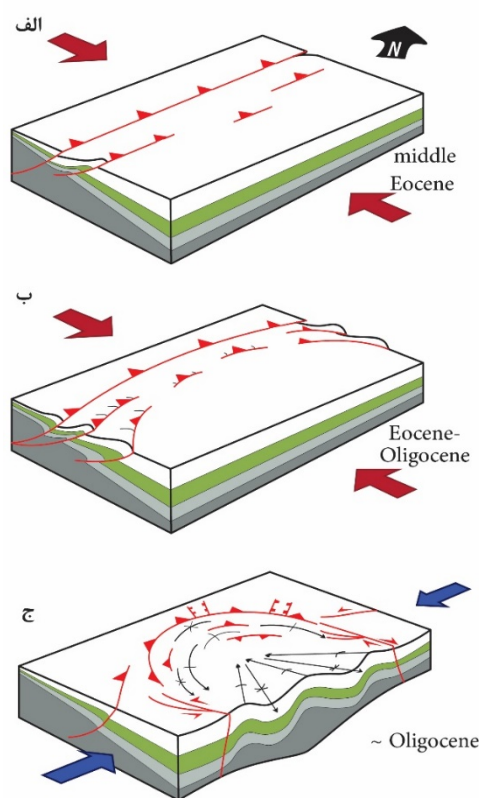 الف
N
middle
Eocene
ب
Eocene-
Oligocene
ج
~ Oligocene